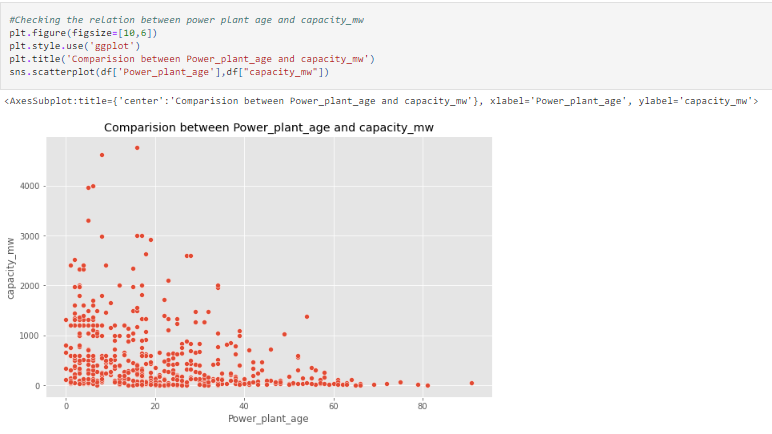 #Checking the relation between power plant age and capacity_mw
plt.figure(figsize=[10,6])
plt.style.use('ggplot')
plt.title('Comparision between Power_plant_age and capacity_mw')
sns.scatterplot(df['Power_plant_age'],df["capacity_mw"])
<AxesSubplot:title={'center':'Comparision between Power_plant_age and capacity_mw'}, xlabel='Power_plant_age', ylabel='capacity_mw'>
Comparision between Power_plant_age and capacity_mw
capacity_mw
4000
3000
2000
1000
0
0 20 40 60 80
Power_plant_age